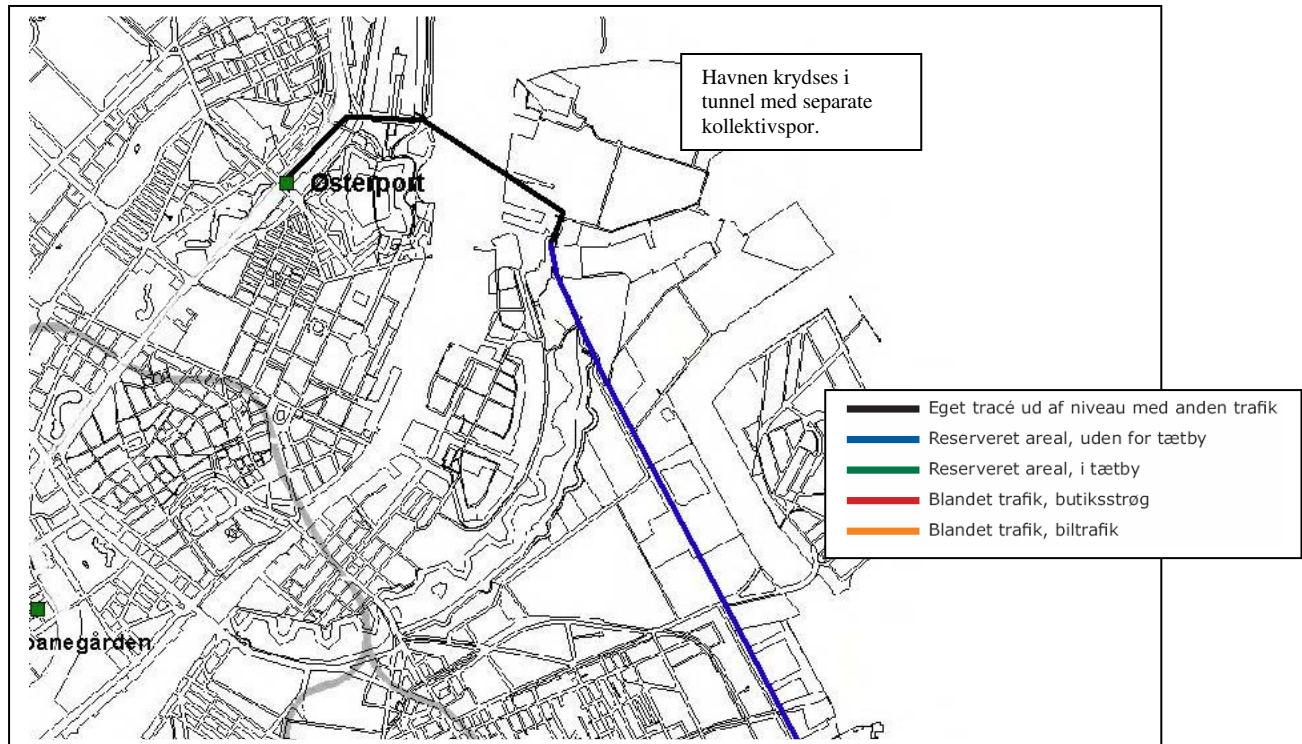 Havnen krydses i
tunnel med separate
kollektivspor.
Østerport
Eget tracé ud af niveau med anden trafik
Reserveret areal, uden for tætby
Reserveret areal, i tætby
Blandet trafik, butiksstrøg
Blandet trafik, biltrafik
banegården